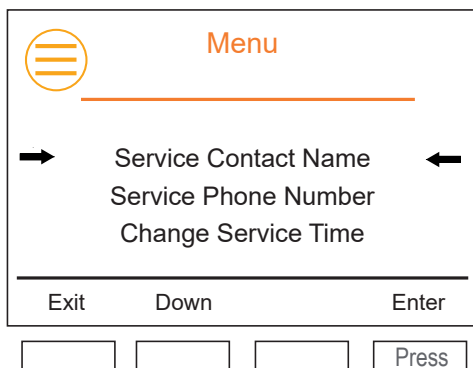 Menu
Service Contact Name
Service Phone Number
Change Service Time
Exit Down Enter
Press